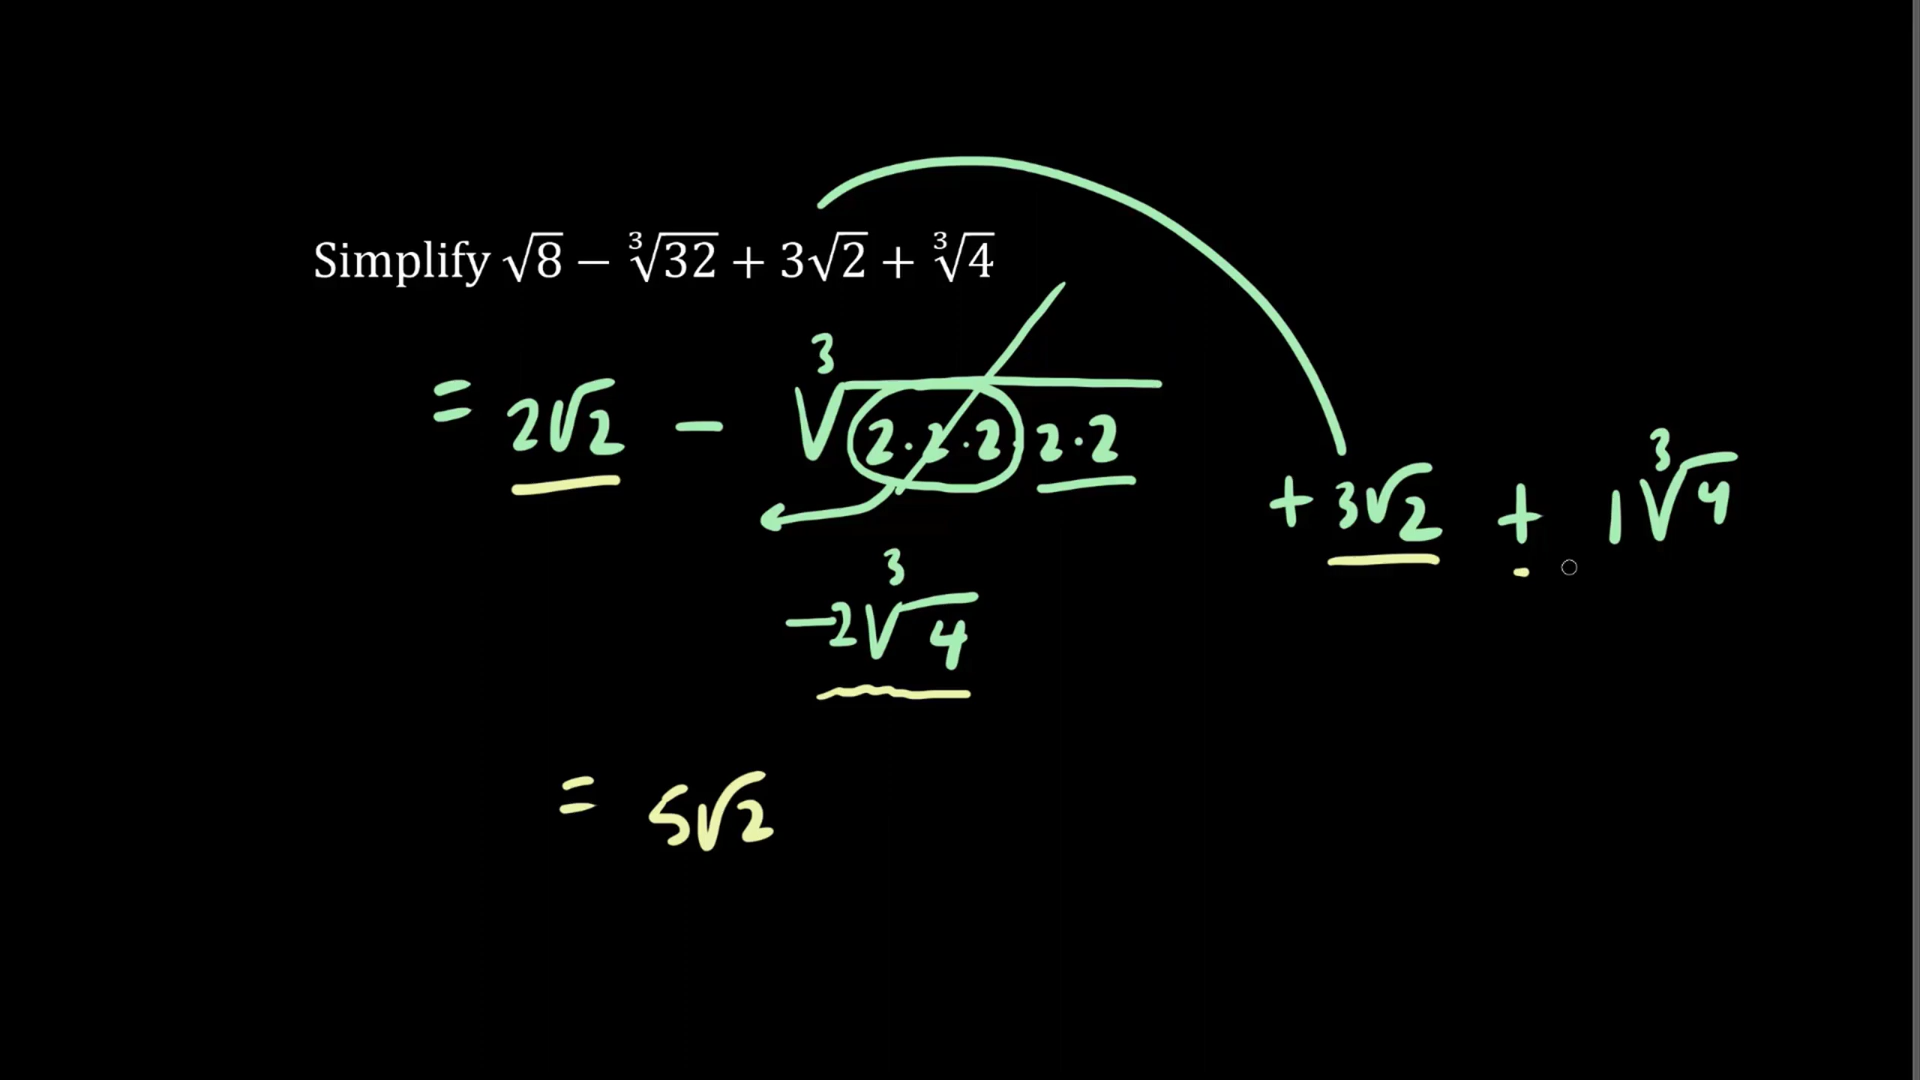 Simplify √8 − ∛32 + 3√2 + ∛4
= 2√2 − ∛(2·2·2·2·2) + 3√2 + 1∛4
−2∛4
= 5√2